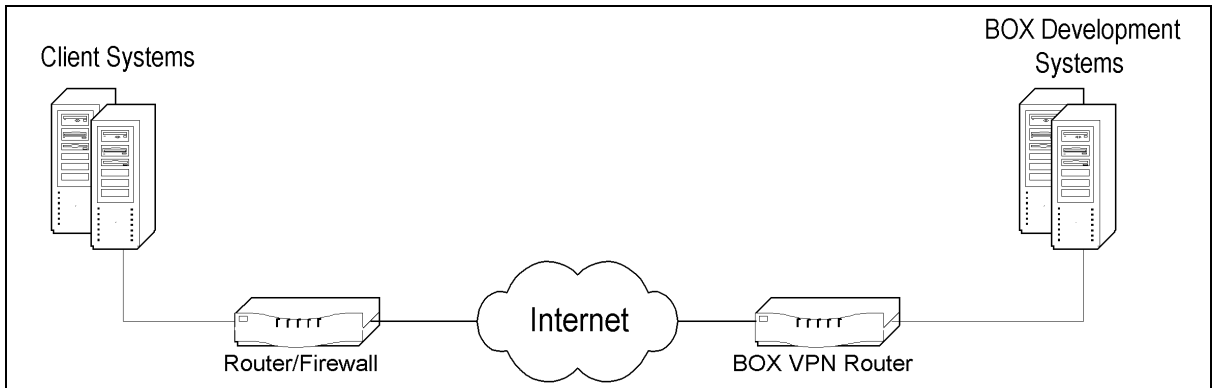 Client Systems
BOX Development
Systems
Internet
Router/Firewall
BOX VPN Router